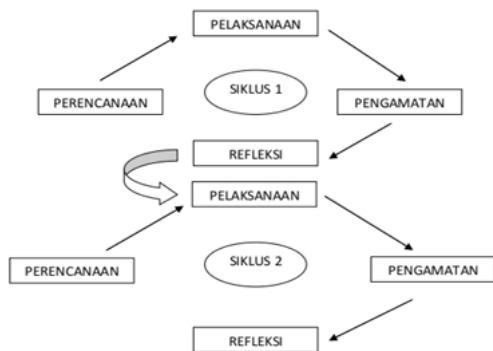 PELAKSANAAN
PERENCANAAN
SIKLUS 1
PENGAMATAN
REFLEKSI
PELAKSANAAN
PERENCANAAN
SIKLUS 2
PENGAMATAN
REFLEKSI